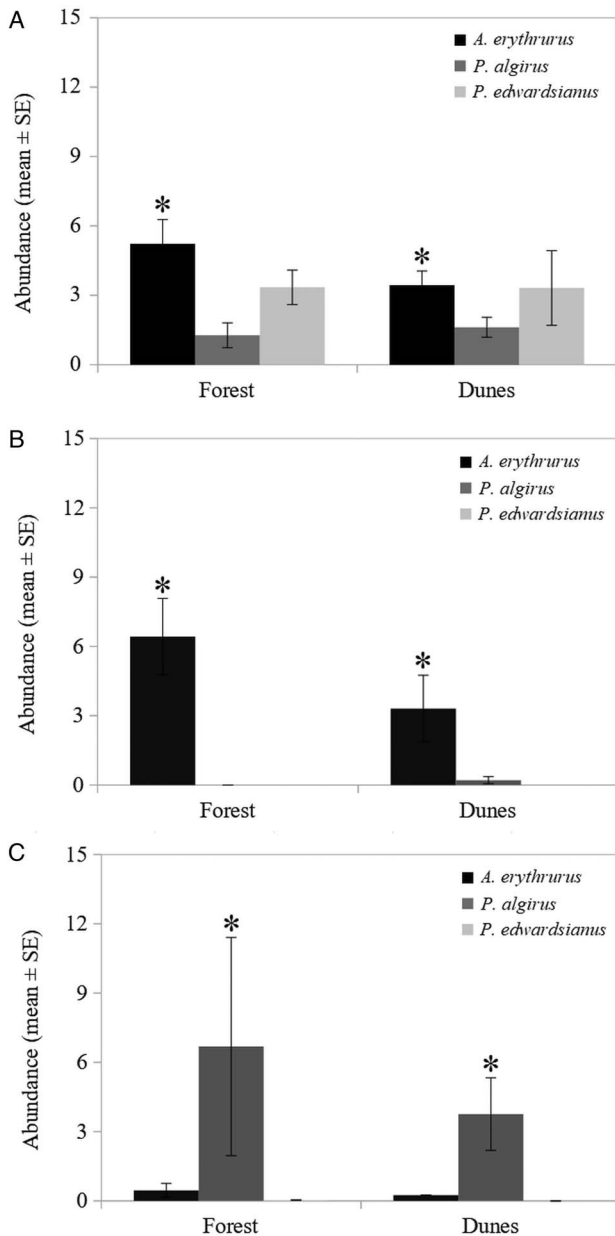 A
15
A. erythrurus
P. algirus
P. edwardsianus
12
9
6
3
0
Abundance (mean ± SE)
*
*
Forest
Dunes
B
15
A. erythrurus
P. algirus
P. edwardsianus
12
9
6
3
0
Abundance (mean ± SE)
*
*
Forest
Dunes
C
15
A. erythrurus
P. algirus
P. edwardsianus
12
9
6
3
0
Abundance (mean ± SE)
*
*
Forest
Dunes